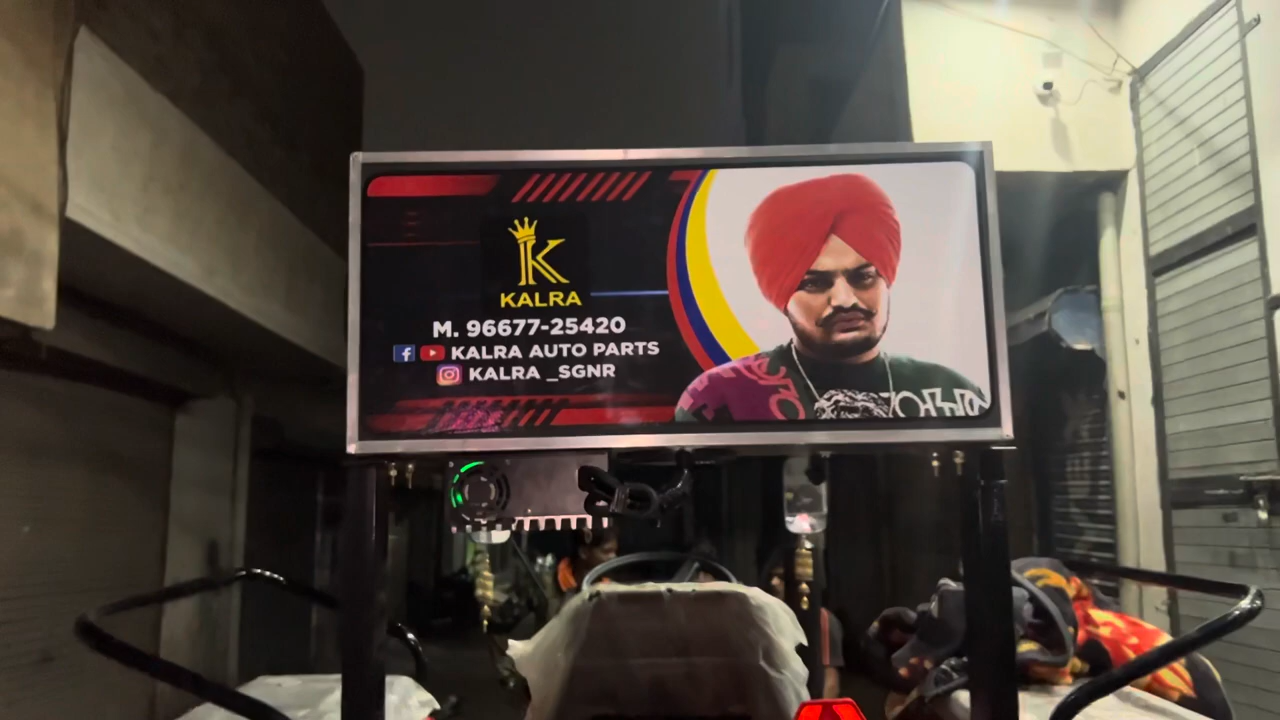 K
KALRA
M. 96677-25420
KALRA AUTO PARTS
KALRA _SGNR